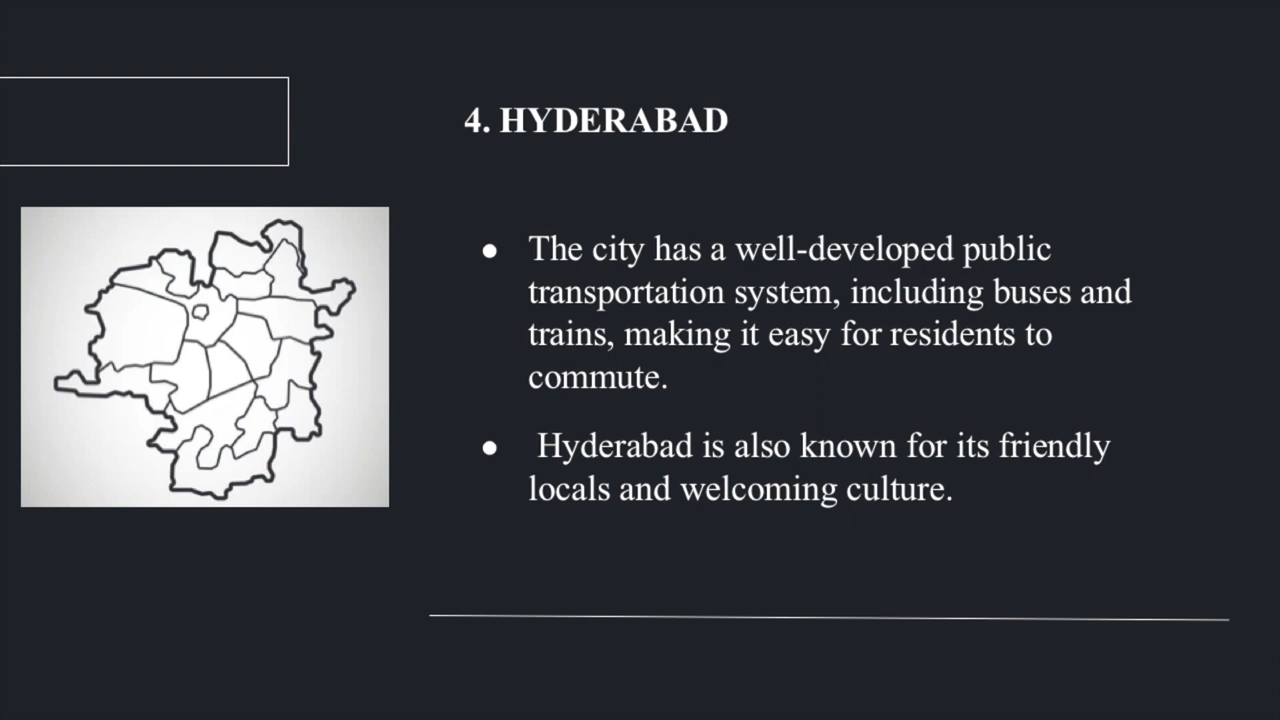 4. HYDERABAD
● The city has a well-developed public
transportation system, including buses and
trains, making it easy for residents to
commute.
● Hyderabad is also known for its friendly
locals and welcoming culture.